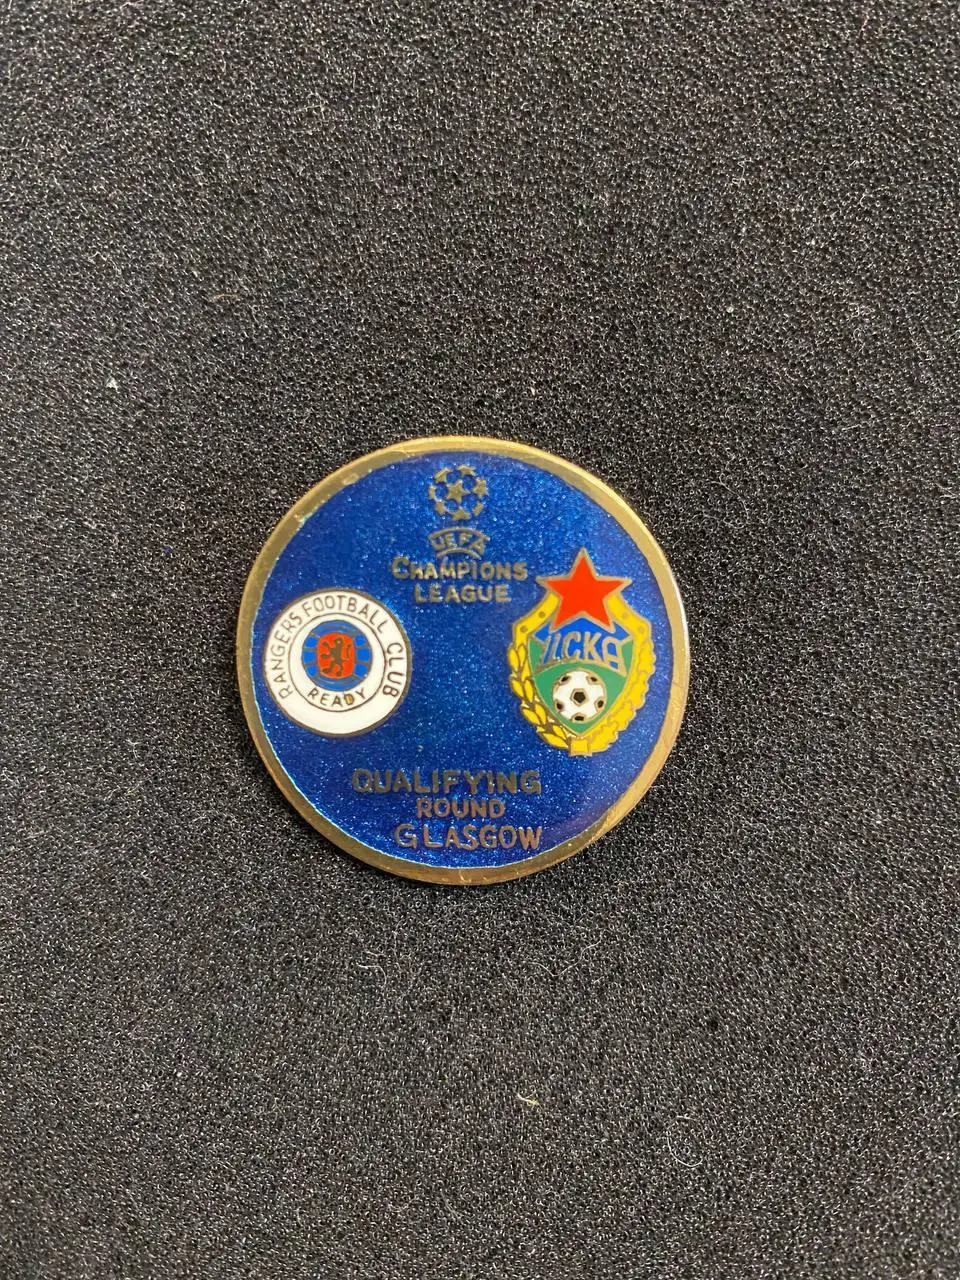 UEFA
CHAMPIONS
LEAGUE
RANGERS FOOTBALL CLUB
READY
ЦСКА
QUALIFYING
ROUND
GLASGOW